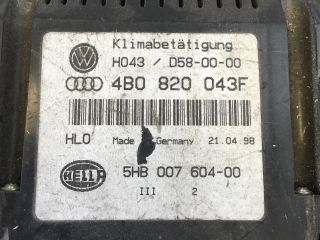 Klimabetätigung
H043 / D58-00-00
4B0 820 043F
HLO Made in Germany 21.04.98
HELLA 5HB 007 604-00
III 2